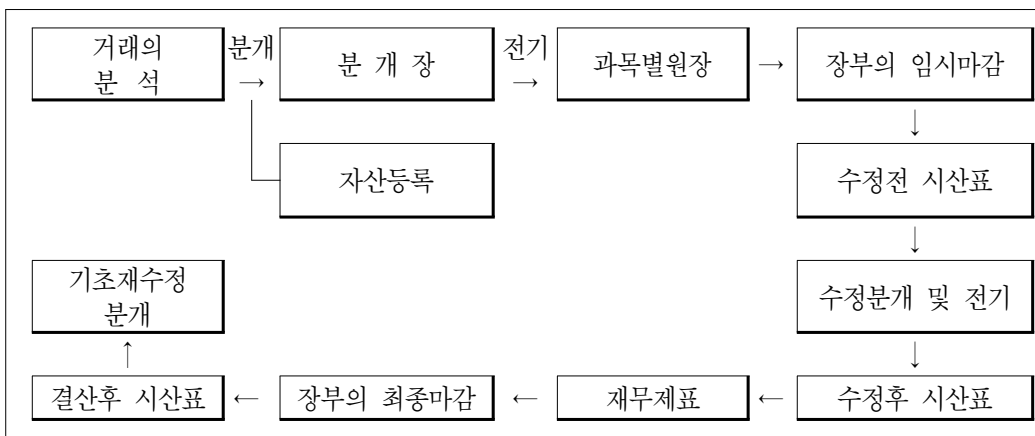 거래의
분 석
분개
→
분 개 장
전기
→
과목별원장
→
장부의 임시마감
↓
자산등록
수정전 시산표
↓
기초재수정
분개
수정분개 및 전기
↑
↓
결산후 시산표
←
장부의 최종마감
←
재무제표
←
수정후 시산표